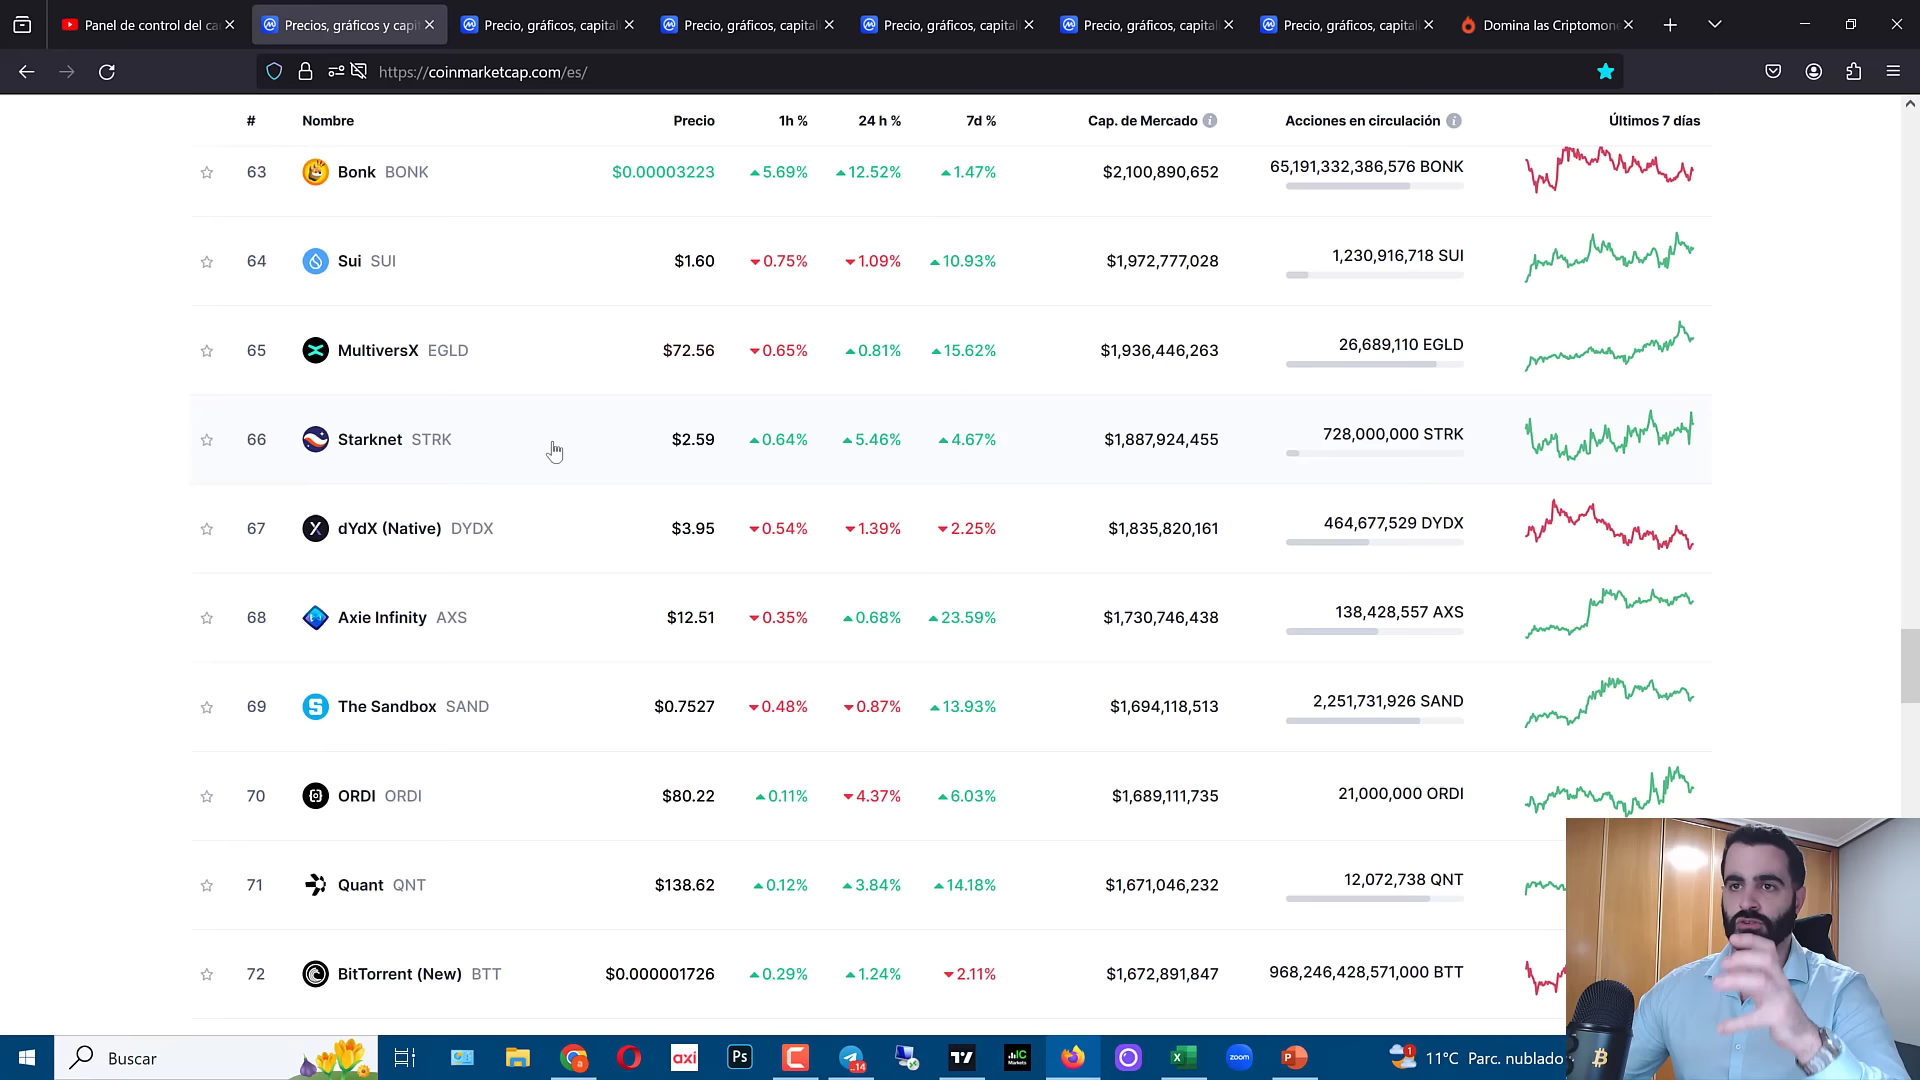 Panel de control del ca
Precios, gráficos y capi
Precio, gráficos, capital
Precio, gráficos, capital
Precio, gráficos, capital
Precio, gráficos, capital
Precio, gráficos, capital
Domina las Criptomone
https://coinmarketcap.com/es/
# Nombre Precio 1h % 24 h % 7d % Cap. de Mercado Acciones en circulación Últimos 7 días
63 Bonk BONK $0.00003223 5.69% 12.52% 1.47% $2,100,890,652 65,191,332,386,576 BONK
64 Sui SUI $1.60 0.75% 1.09% 10.93% $1,972,777,028 1,230,916,718 SUI
65 MultiversX EGLD $72.56 0.65% 0.81% 15.62% $1,936,446,263 26,689,110 EGLD
66 Starknet STRK $2.59 0.64% 5.46% 4.67% $1,887,924,455 728,000,000 STRK
67 dYdX (Native) DYDX $3.95 0.54% 1.39% 2.25% $1,835,820,161 464,677,529 DYDX
68 Axie Infinity AXS $12.51 0.35% 0.68% 23.59% $1,730,746,438 138,428,557 AXS
69 The Sandbox SAND $0.7527 0.48% 0.87% 13.93% $1,694,118,513 2,251,731,926 SAND
70 ORDI ORDI $80.22 0.11% 4.37% 6.03% $1,689,111,735 21,000,000 ORDI
71 Quant QNT $138.62 0.12% 3.84% 14.18% $1,671,046,232 12,072,738 QNT
72 BitTorrent (New) BTT $0.000001726 0.29% 1.24% 2.11% $1,672,891,847 968,246,428,571,000 BTT
Buscar axi Ps 14 IC Markets zoom 1 11°C Parc. nublado